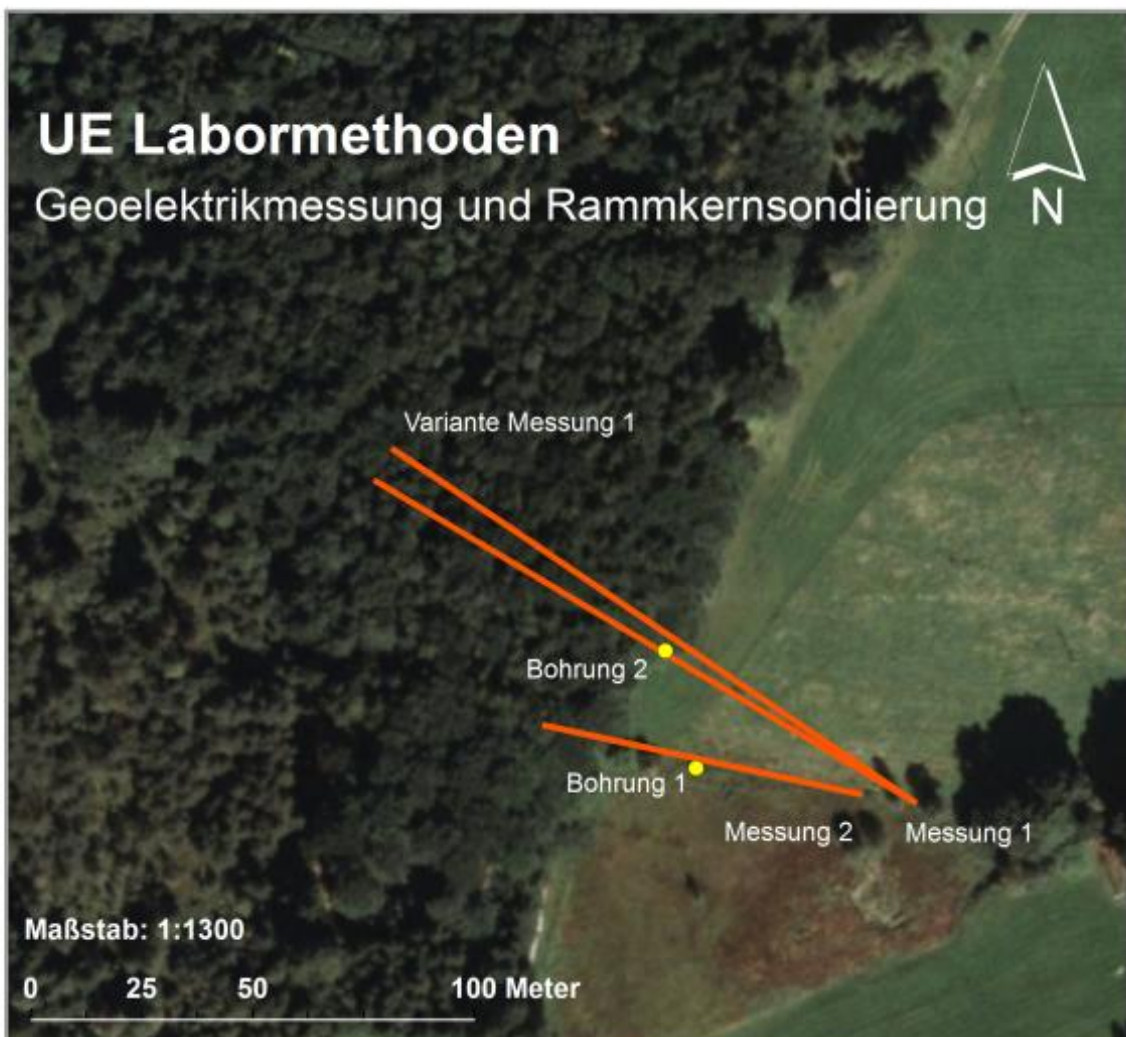 UE Labormethoden
Geoelektrikmessung und Rammkernsondierung
N
Variante Messung 1
Bohrung 2
Bohrung 1
Messung 2
Messung 1
Maßstab: 1:1300
0 25 50 100 Meter